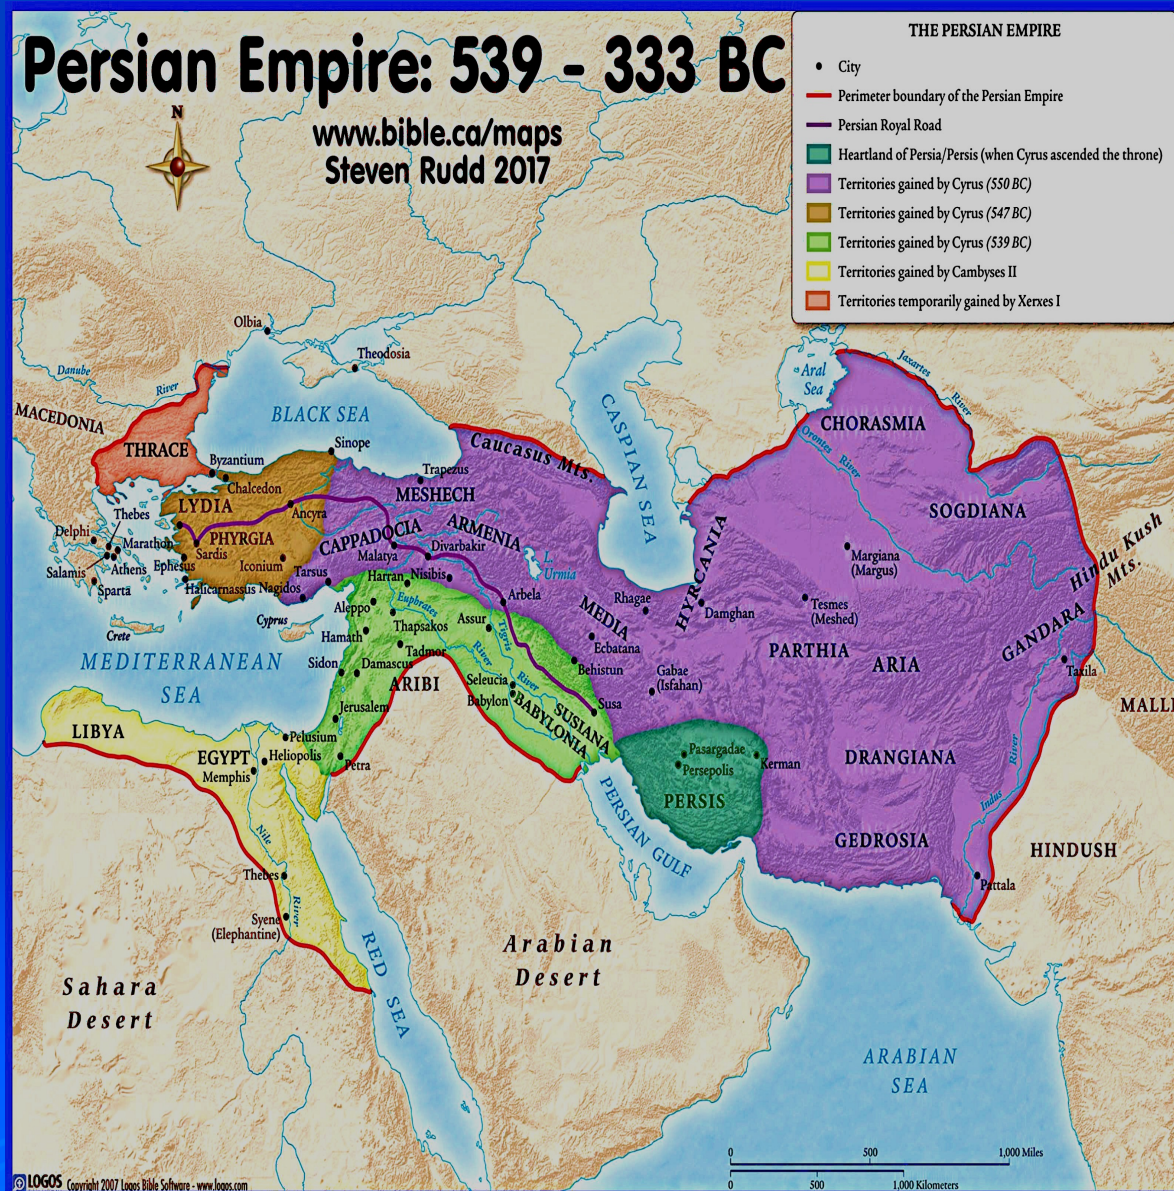 Persian Empire: 539 - 333 BC
www.bible.ca/maps
Steven Rudd 2017
N
THE PERSIAN EMPIRE
City
Perimeter boundary of the Persian Empire
Persian Royal Road
Heartland of Persia/Persis (when Cyrus ascended the throne)
Territories gained by Cyrus (550 BC)
Territories gained by Cyrus (547 BC)
Territories gained by Cyrus (539 BC)
Territories gained by Cambyses II
Territories temporarily gained by Xerxes I
Olbia
Theodosia
Danube
River
MACEDONIA
THRACE
BLACK SEA
Sinope
Byzantium
Chalcedon
Trapezus
Caucasus Mts.
CASPIAN SEA
Aral
Sea
Jaxartes
River
CHORASMIA
Orontes
River
SOGDIANA
Hindu Kush
Mts.
LYDIA
PHYRGIA
Ancyra
MESHECH
CAPPADOCIA
ARMENIA
Malatya
Divarbakir
L.
Urmia
Thebes
Delphi
Marathon
Salamis
Athens
Sparta
Ephesus
Sardis
Iconium
Halicarnassus
Nagidos
Tarsus
Harran
Nisibis
Arbela
Crete
Cyprus
Aleppo
Euphrates
River
Thapsakos
Hamath
Tadmor
Assur
Tigris
River
MEDITERRANEAN
SEA
Sidon
Damascus
ARIBI
Seleucia
Babylon
BABYLONIA
SUSIANA
Susa
Jerusalem
Petra
MEDIA
Ecbatana
Behistun
Rhagae
HYRCANIA
Damghan
Gabae
(Isfahan)
Margiana
(Margus)
Tesmes
(Meshed)
PARTHIA
ARIA
GANDARA
Taxila
MALLI
LIBYA
EGYPT
Pelusium
Heliopolis
Memphis
Nile
River
Thebes
Syene
(Elephantine)
Pasargadae
Persepolis
Kerman
PERSIS
PERSIAN GULF
DRANGIANA
GEDROSIA
Indus
River
HINDUSH
Pattala
RED SEA
Arabian
Desert
Sahara
Desert
ARABIAN
SEA
0 500 1,000 Miles
0 500 1,000 Kilometers
LOGOS Copyright 2007 Logos Bible Software - www.logos.com